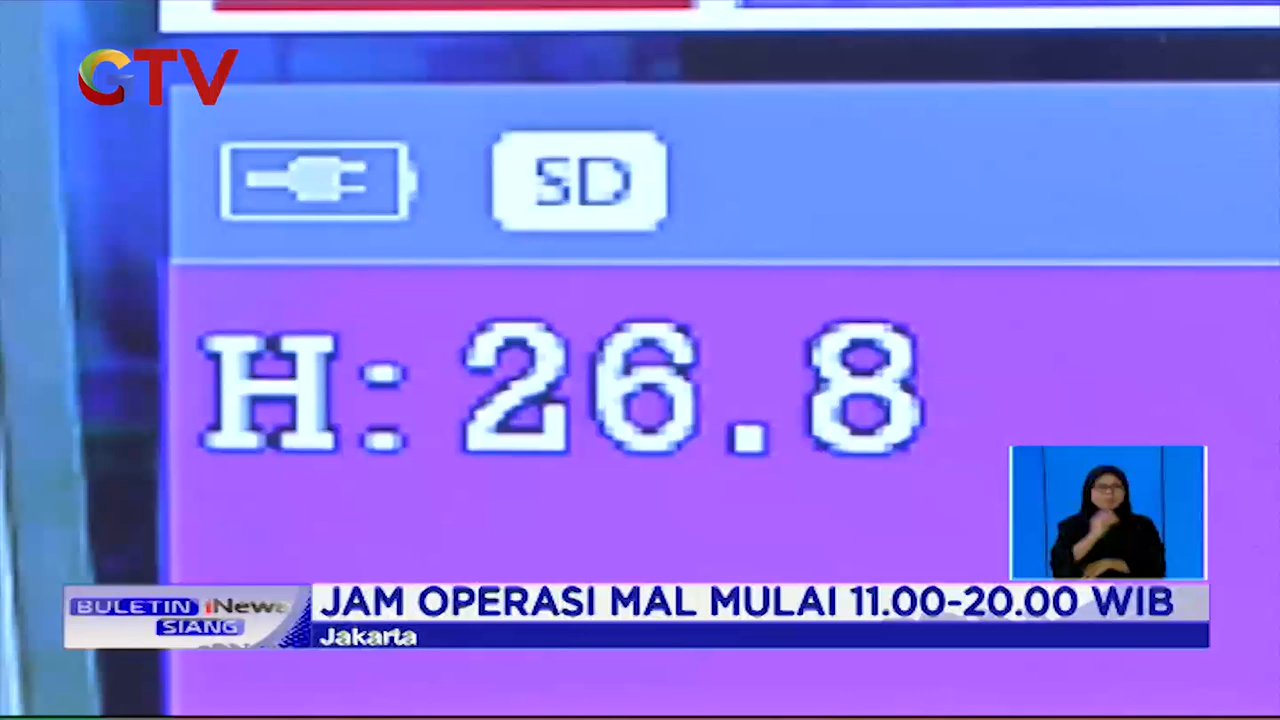 GTV
SD
H: 26.8
BULETIN iNews
SIANG
JAM OPERASI MAL MULAI 11.00-20.00 WIB
Jakarta